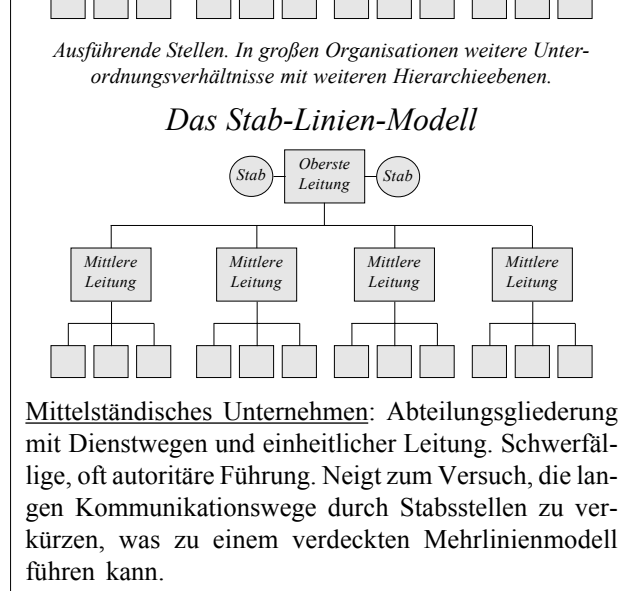 Ausführende Stellen. In großen Organisationen weitere Unter-
ordnungsverhältnisse mit weiteren Hierarchieebenen.
Das Stab-Linien-Modell
Stab
Oberste
Leitung
Stab
Mittlere
Leitung
Mittlere
Leitung
Mittlere
Leitung
Mittlere
Leitung
Mittelständisches Unternehmen: Abteilungsgliederung
mit Dienstwegen und einheitlicher Leitung. Schwerfäl-
lige, oft autoritäre Führung. Neigt zum Versuch, die lan-
gen Kommunikationswege durch Stabsstellen zu ver-
kürzen, was zu einem verdeckten Mehrlinienmodell
führen kann.